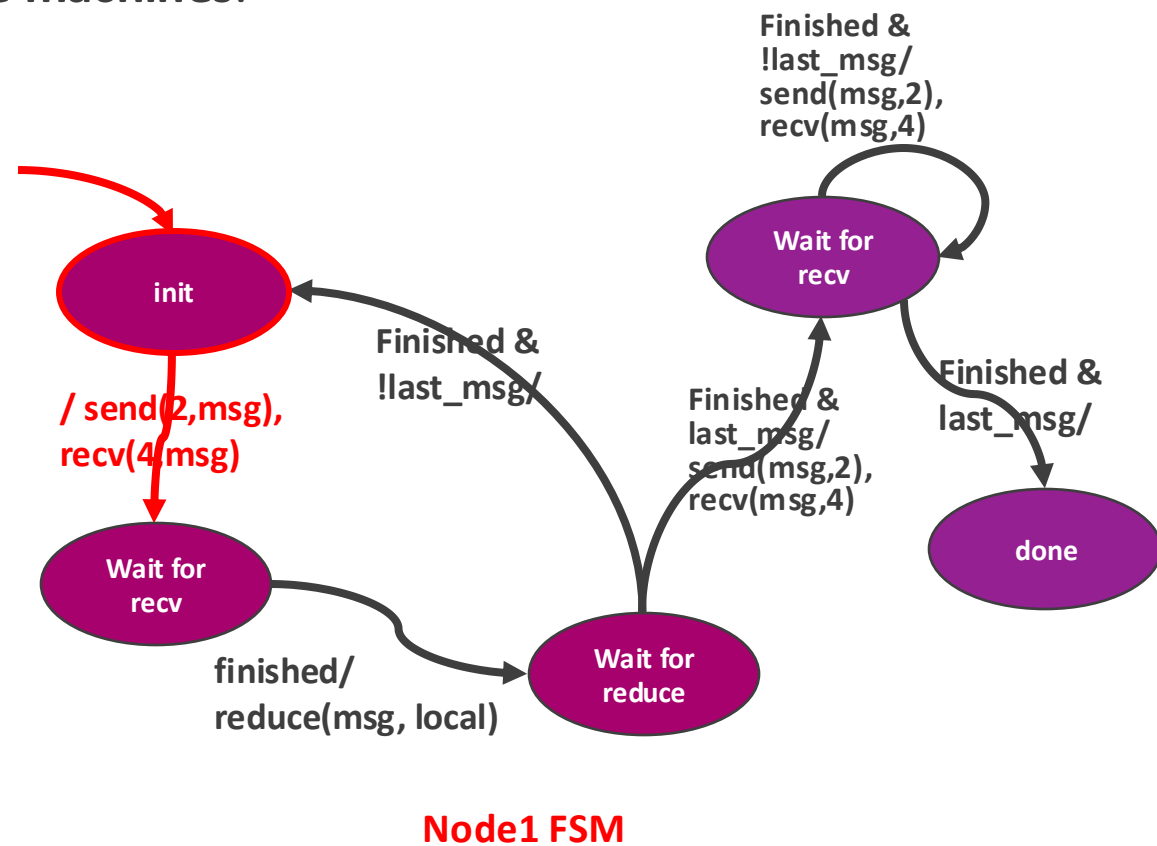 Finished &
!last_msg/
send(msg,2),
recv(msg,4)
Wait for
recv
init
Finished &
!last_msg/
/ send(2,msg),
recv(4,msg)
Finished &
last_msg/
send(msg,2),
recv(msg,4)
Finished &
last_msg/
Wait for
recv
done
finished/
reduce(msg, local)
Wait for
reduce
Node1 FSM